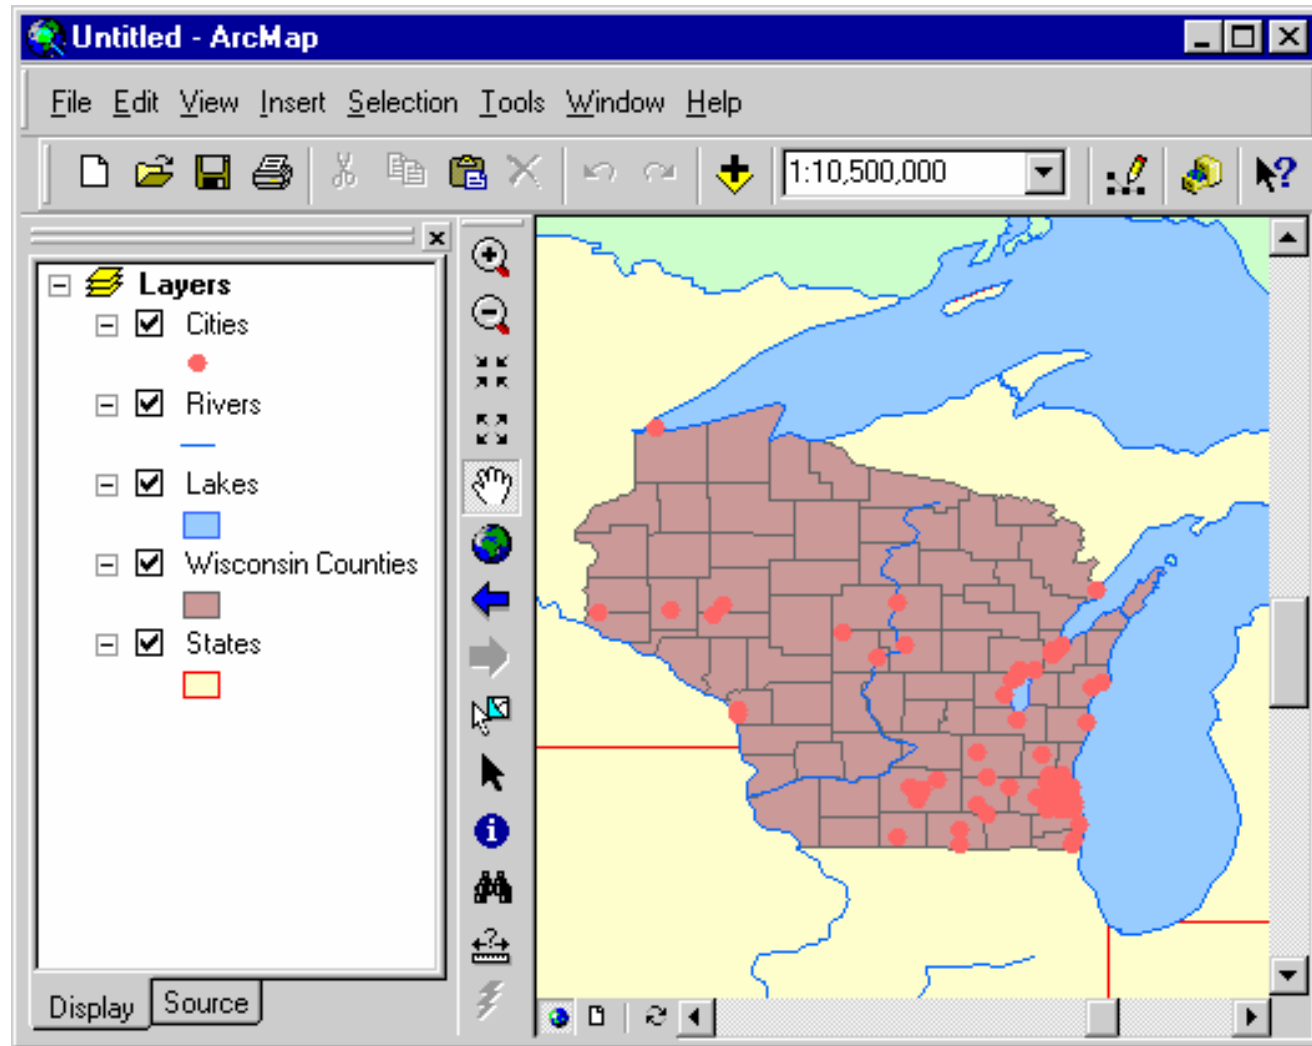 Untitled - ArcMap
File Edit View Insert Selection Tools Window Help
1:10,500,000
Layers
Cities
Rivers
Lakes
Wisconsin Counties
States
Display Source